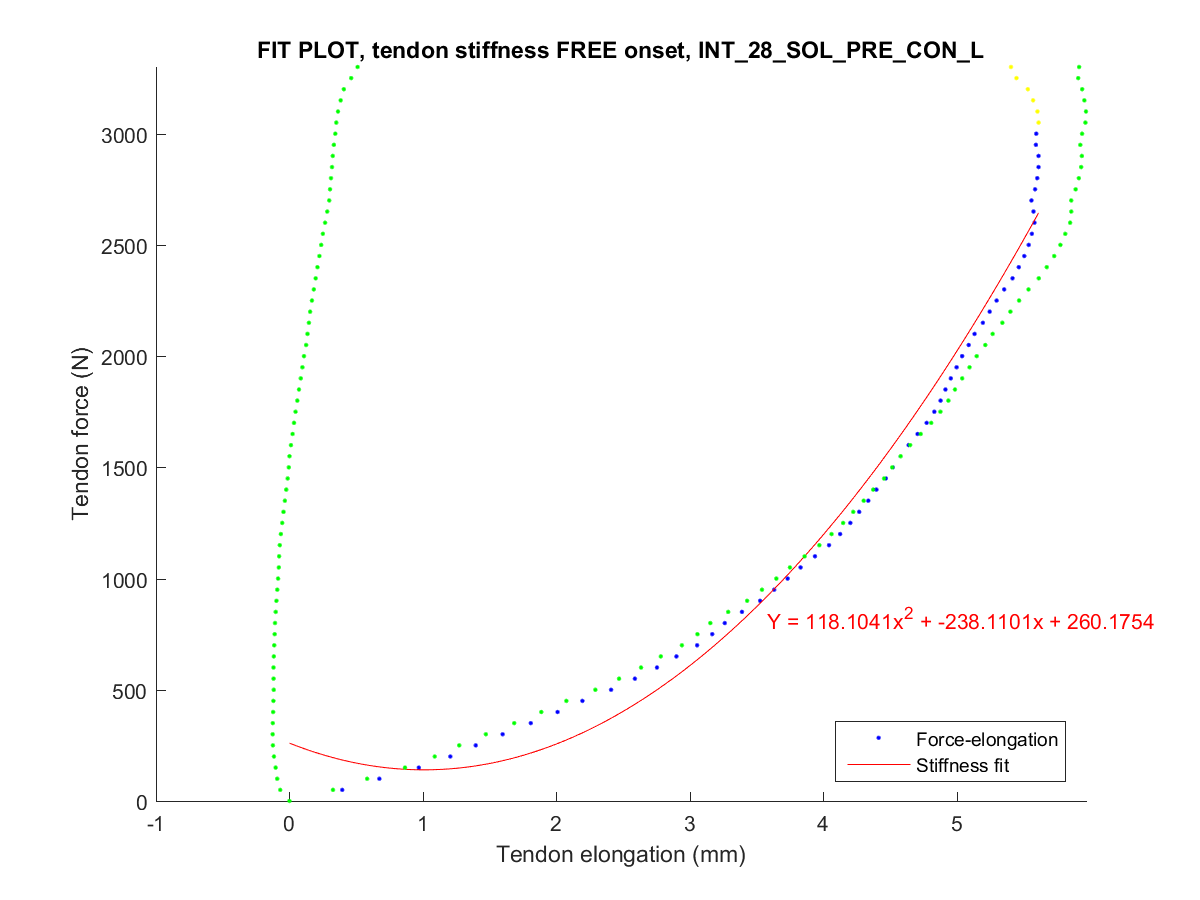 FIT PLOT, tendon stiffness FREE onset, INT_28_SOL_PRE_CON_L
3000
2500
2000
1500
1000
500
0
Tendon force (N)
Y = 118.1041x² + -238.1101x + 260.1754
Force-elongation
Stiffness fit
-1 0 1 2 3 4 5
Tendon elongation (mm)